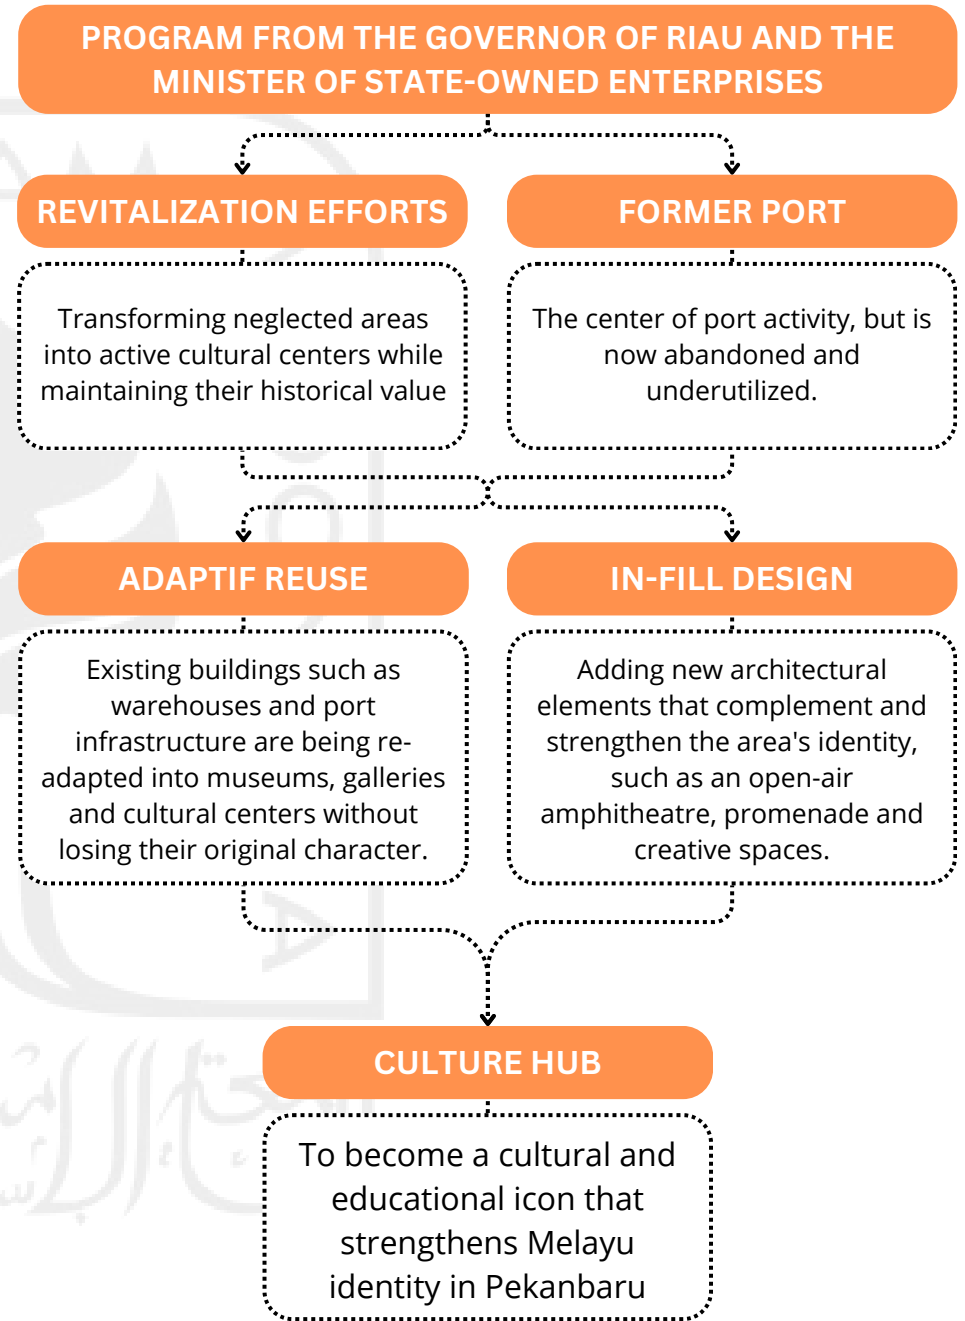 PROGRAM FROM THE GOVERNOR OF RIAU AND THE
MINISTER OF STATE-OWNED ENTERPRISES
REVITALIZATION EFFORTS
Transforming neglected areas
into active cultural centers while
maintaining their historical value
FORMER PORT
The center of port activity, but is
now abandoned and
underutilized.
ADAPTIF REUSE
Existing buildings such as
warehouses and port
infrastructure are being re-
adapted into museums, galleries
and cultural centers without
losing their original character.
IN-FILL DESIGN
Adding new architectural
elements that complement and
strengthen the area's identity,
such as an open-air
amphitheatre, promenade and
creative spaces.
CULTURE HUB
To become a cultural and
educational icon that
strengthens Melayu
identity in Pekanbaru